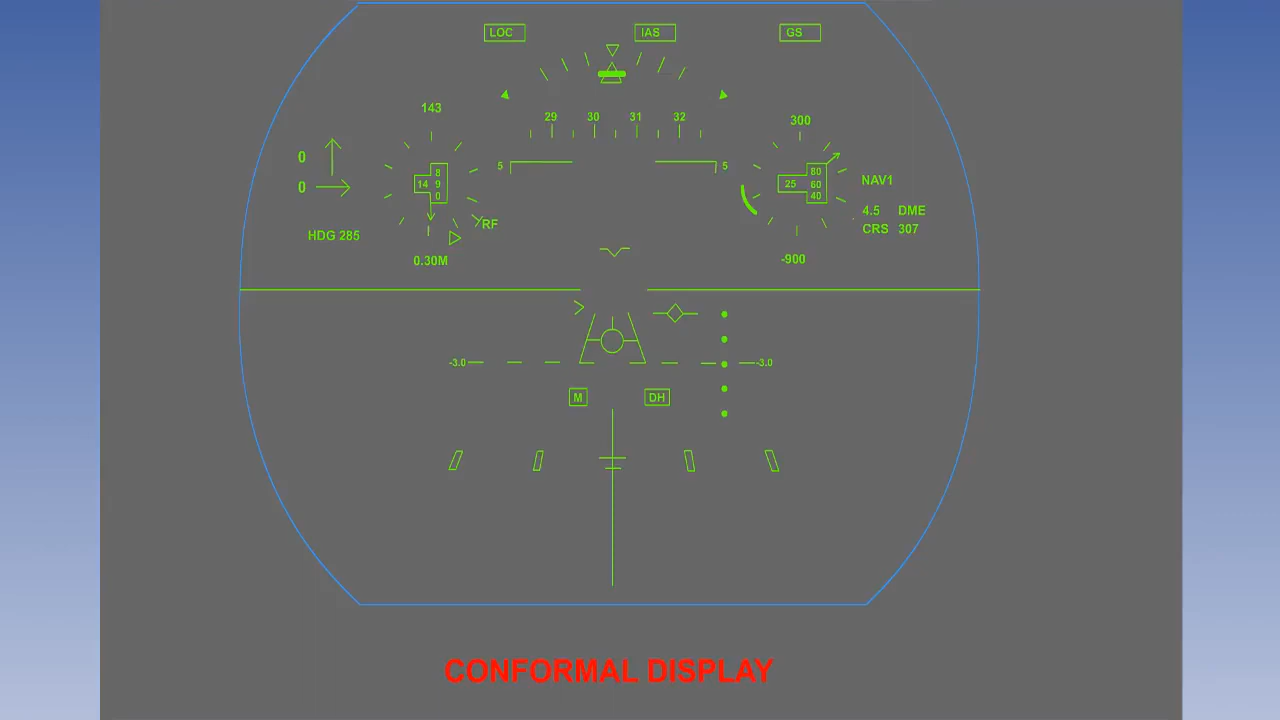 LOC IAS GS
143
300
29 30 31 32
0
5 5
8
14 9
0
80
25 60
40
NAV1
0
4.5 DME
RF
CRS 307
HDG 285
0.30M
-900
-3.0 -3.0
M DH
CONFORMAL DISPLAY